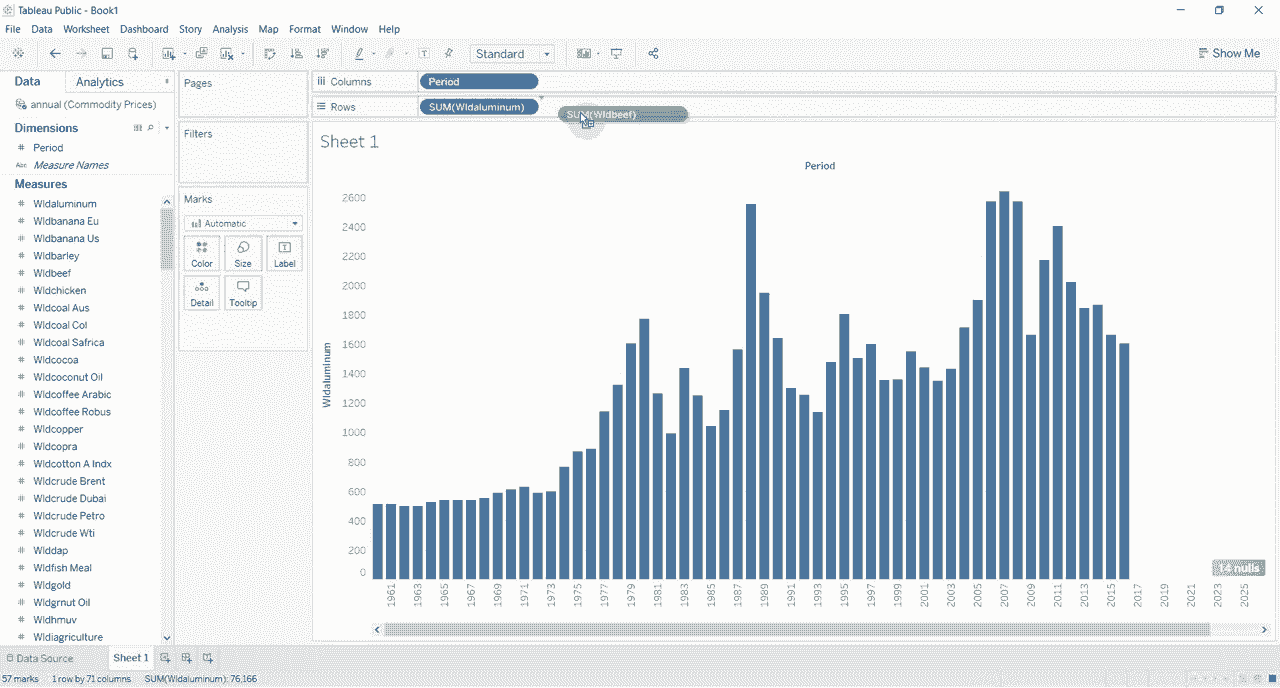 Tableau Public - Book1
File Data Worksheet Dashboard Story Analysis Map Format Window Help
Standard
Show Me
Data Analytics
Pages
Columns
Period
annual (Commodity Prices)
Rows
SUM(Wldaluminum)
SUM(Wldbeef)
Dimensions
Period
Abc Measure Names
Measures
Wldaluminum
Wldbanana Eu
Wldbanana Us
Wldbarley
Wldbeef
Wldchicken
Wldcoal Aus
Wldcoal Col
Wldcoal Safrica
Wldcocoa
Wldcoconut Oil
Wldcoffee Arabic
Wldcoffee Robus
Wldcopper
Wldcopra
Wldcotton A Indx
Wldcrude Brent
Wldcrude Dubai
Wldcrude Petro
Wldcrude Wti
Wlddap
Wldfish Meal
Wldgold
Wldgrnut Oil
Wldhmuv
Wldiagriculture
Filters
Marks
Automatic
Color Size Label
Detail Tooltip
Sheet 1
Period
Wldaluminum
2600
2400
2200
2000
1800
1600
1400
1200
1000
800
600
400
200
0
14 nulls
1961 1963 1965 1967 1969 1971 1973 1975 1977 1979 1981 1983 1985 1987 1989 1991 1993 1995 1997 1999 2001 2003 2005 2007 2009 2011 2013 2015 2017 2019 2021 2023 2025
Data Source Sheet 1
57 marks 1 row by 71 columns SUM(Wldaluminum): 76,166